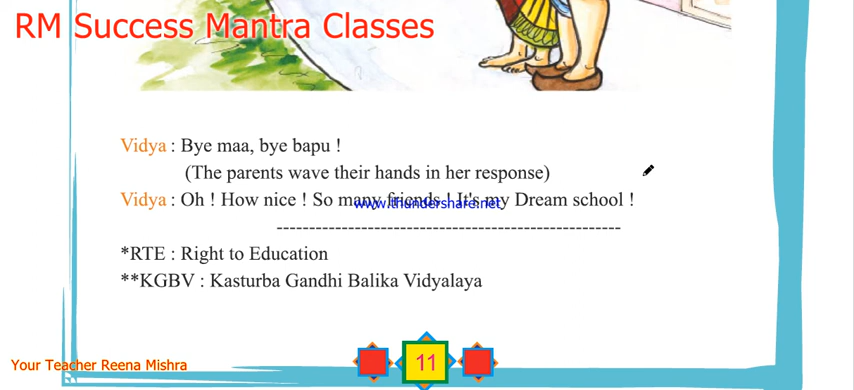 RM Success Mantra Classes
Vidya : Bye maa, bye bapu !
(The parents wave their hands in her response)
Vidya : Oh ! How nice ! So many friends ! It's my Dream school !
www.thundershare.net
------------------------------------------------------
*RTE : Right to Education
**KGBV : Kasturba Gandhi Balika Vidyalaya
Your Teacher Reena Mishra
11